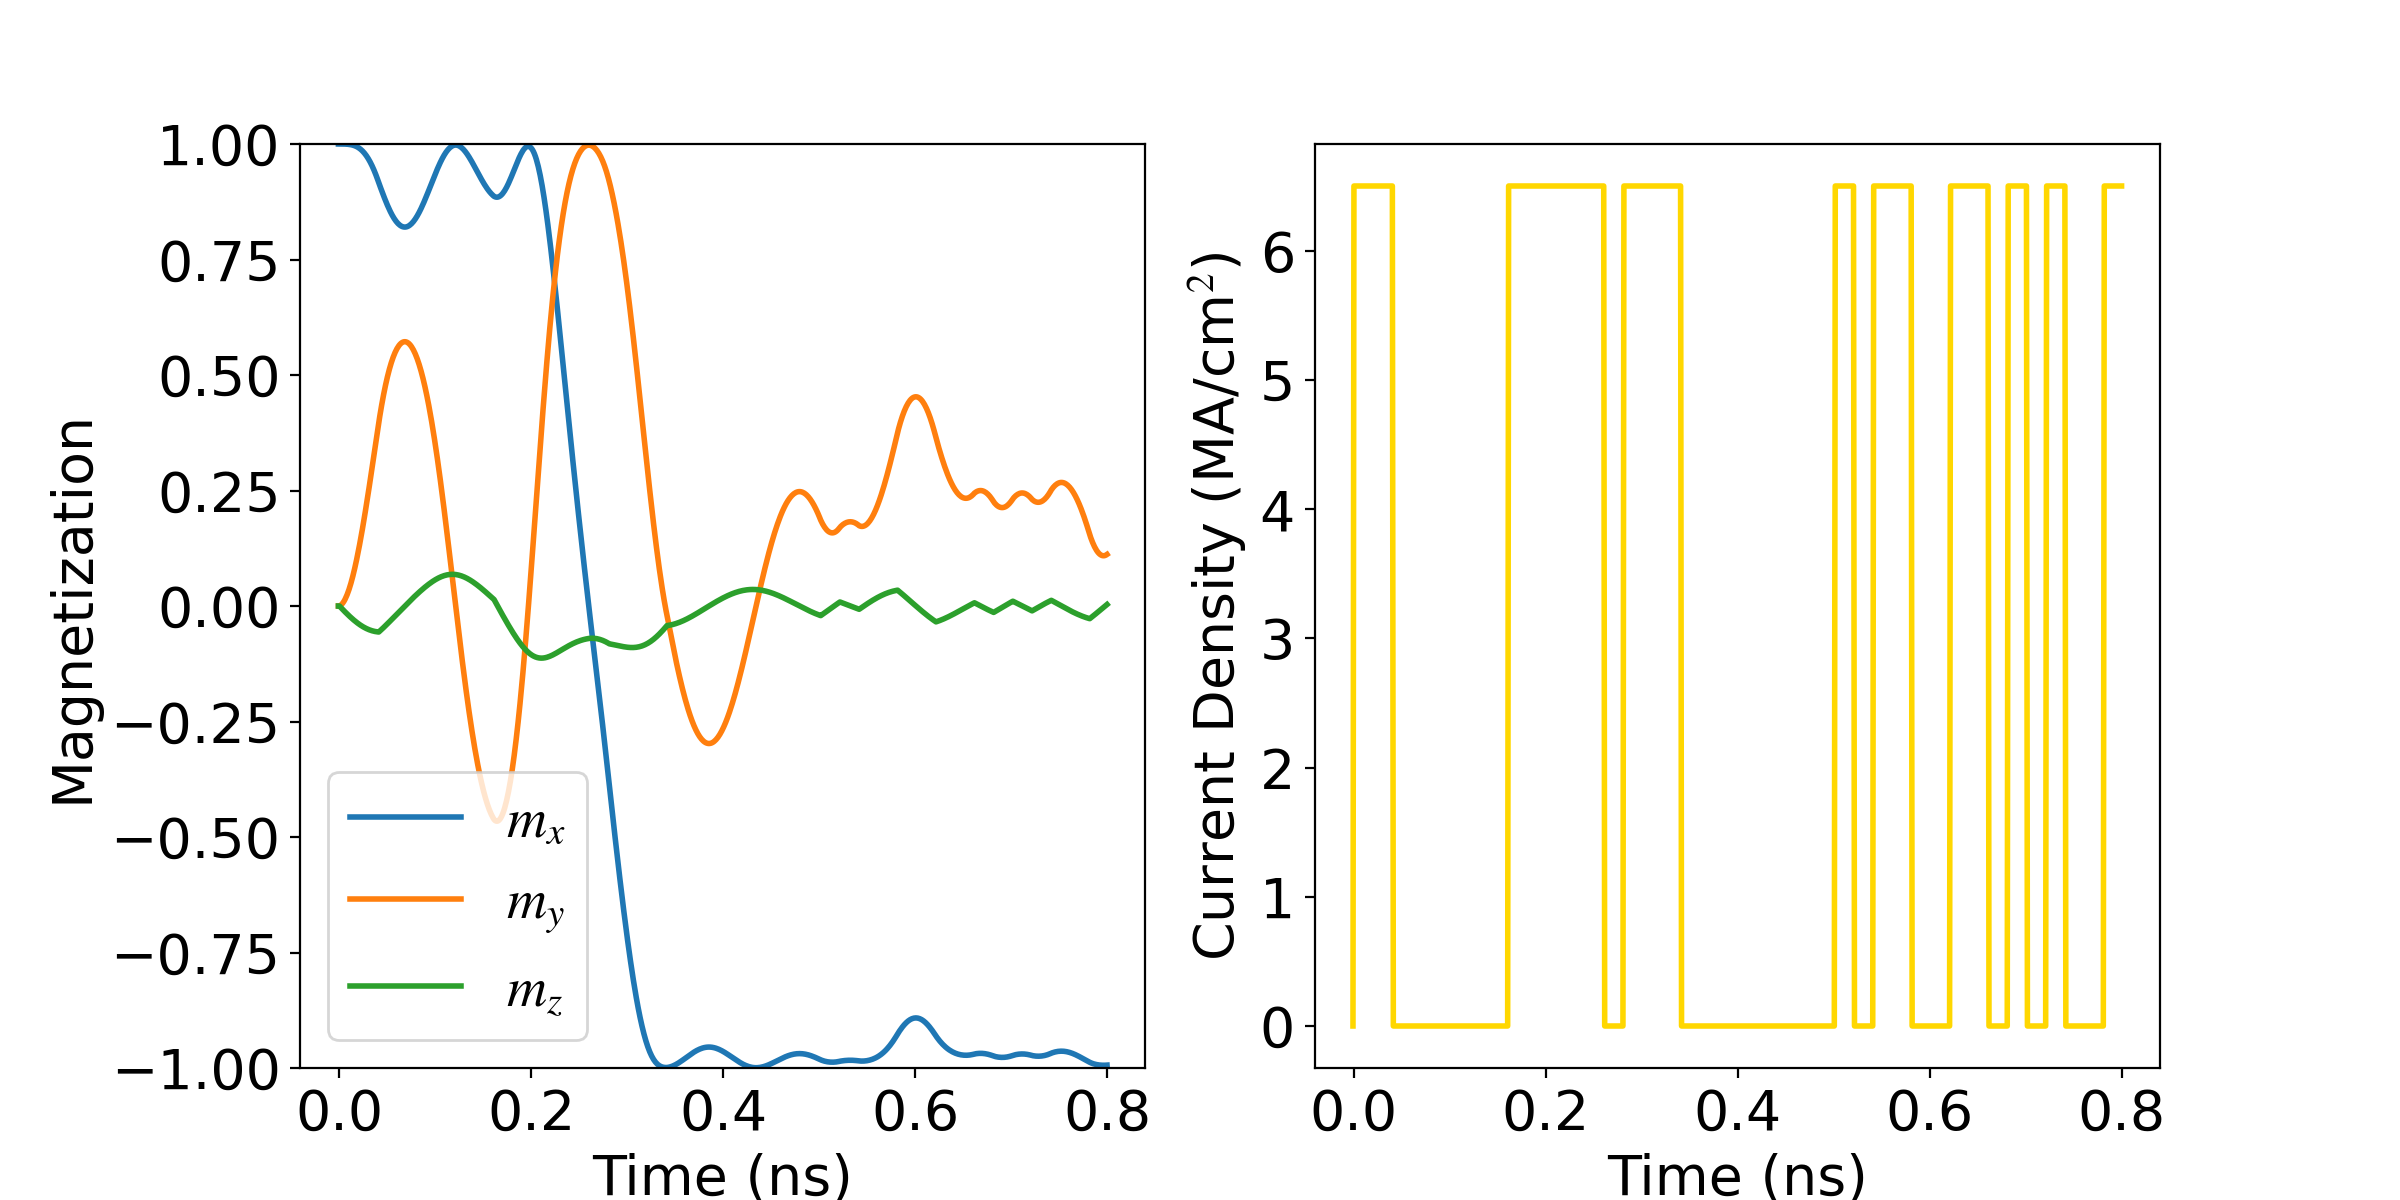 Magnetization
1.00
0.75
0.50
0.25
0.00
−0.25
−0.50
−0.75
−1.00
m_x
m_y
m_z
0.0 0.2 0.4 0.6 0.8
Time (ns)
Current Density (MA/cm²)
6
5
4
3
2
1
0
0.0 0.2 0.4 0.6 0.8
Time (ns)